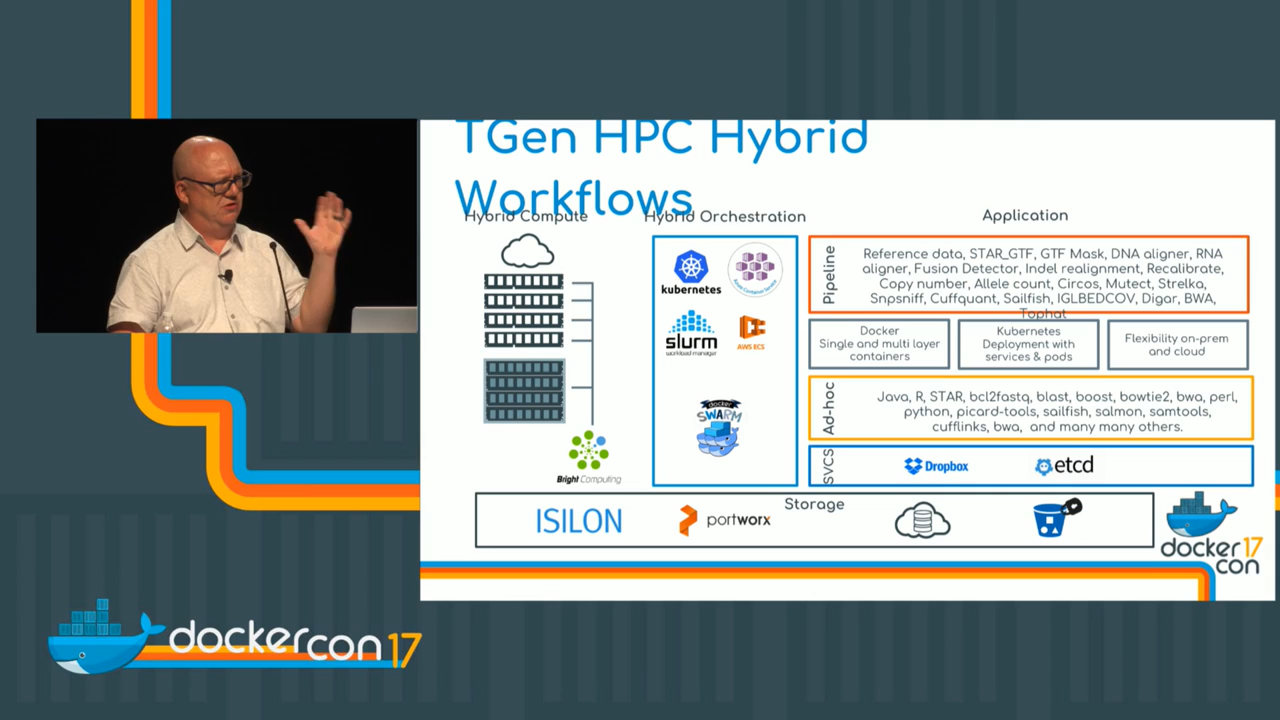 TGen HPC Hybrid
Workflows
Hybrid Compute
Hybrid Orchestration
Application
kubernetes
Azure Container Service
slurm
workload manager
AWS ECS
docker
SWARM
Bright Computing
Pipeline
Reference data, STAR_GTF, GTF Mask, DNA aligner, RNA
aligner, Fusion Detector, Indel realignment, Recalibrate,
Copy number, Allele count, Circos, Mutect, Strelka,
Snpsniff, Cuffquant, Sailfish, IGLBEDCOV, Digar, BWA,
Tophat
Docker
Single and multi layer
containers
Kubernetes
Deployment with
services & pods
Flexibility on-prem
and cloud
Ad-hoc
Java, R, STAR, bcl2fastq, blast, boost, bowtie2, bwa, perl,
python, picard-tools, sailfish, salmon, samtools,
cufflinks, bwa, and many many others.
SVCS
Dropbox
etcd
Storage
ISILON
portworx
docker 17
con
dockercon 17